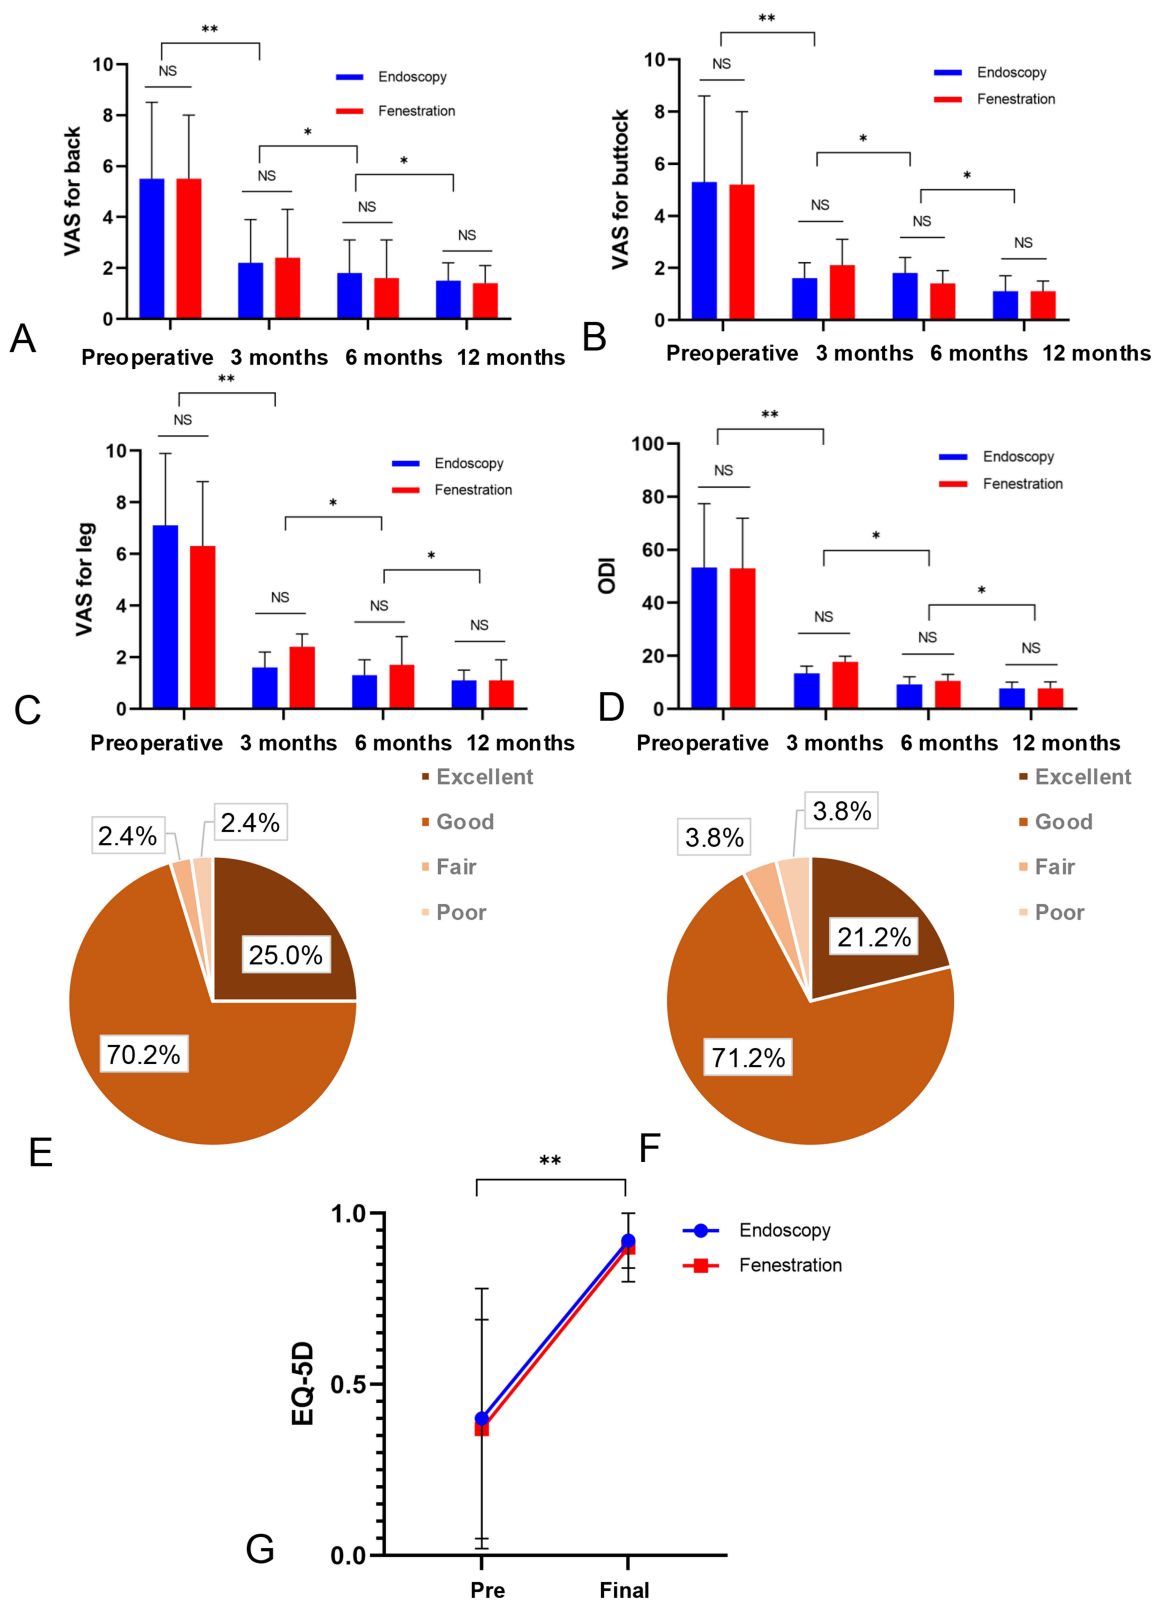 **
10
NS
Endoscopy
8
Fenestration
*
6
*
NS
4
NS
NS
2
0
VAS for back
A
Preoperative 3 months 6 months 12 months
**
10
NS
Endoscopy
Fenestration
8
*
6
*
NS
4
NS
NS
2
0
VAS for buttock
B
Preoperative 3 months 6 months 12 months
**
NS
10
Endoscopy
Fenestration
8
*
6
*
NS
4
NS
NS
2
0
VAS for leg
C
Preoperative 3 months 6 months 12 months
**
100
NS
Endoscopy
Fenestration
80
*
60
*
40
NS
NS
NS
20
0
ODI
D
Preoperative 3 months 6 months 12 months
Excellent
Good
Fair
Poor
2.4%
2.4%
25.0%
70.2%
E
Excellent
Good
Fair
Poor
3.8%
3.8%
21.2%
71.2%
F
**
1.0
Endoscopy
Fenestration
0.5
0.0
EQ-5D
G
Pre Final